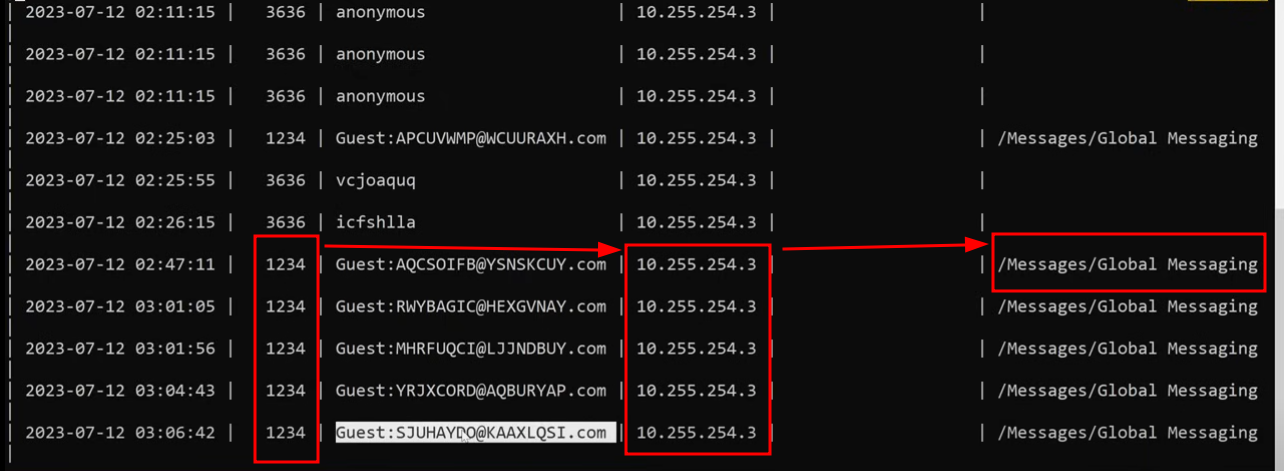 2023-07-12 02:11:15 | 3636 | anonymous | 10.255.254.3 | |
2023-07-12 02:11:15 | 3636 | anonymous | 10.255.254.3 | |
2023-07-12 02:11:15 | 3636 | anonymous | 10.255.254.3 | |
2023-07-12 02:25:03 | 1234 | Guest:APCUVWMP@WCUURAXH.com | 10.255.254.3 | | /Messages/Global Messaging
2023-07-12 02:25:55 | 3636 | vcjoaquq | 10.255.254.3 | |
2023-07-12 02:26:15 | 3636 | icfshlla | 10.255.254.3 | |
2023-07-12 02:47:11 | 1234 | Guest:AQCSOIFB@YSNSKCUY.com | 10.255.254.3 | | /Messages/Global Messaging
2023-07-12 03:01:05 | 1234 | Guest:RWYBAGIC@HEXGVNAY.com | 10.255.254.3 | | /Messages/Global Messaging
2023-07-12 03:01:56 | 1234 | Guest:MHRFUQCI@LJJNDBUY.com | 10.255.254.3 | | /Messages/Global Messaging
2023-07-12 03:04:43 | 1234 | Guest:YRJXCORD@AQBURYAP.com | 10.255.254.3 | | /Messages/Global Messaging
2023-07-12 03:06:42 | 1234 | Guest:SJUHAYDO@KAAXLQSI.com | 10.255.254.3 | | /Messages/Global Messaging